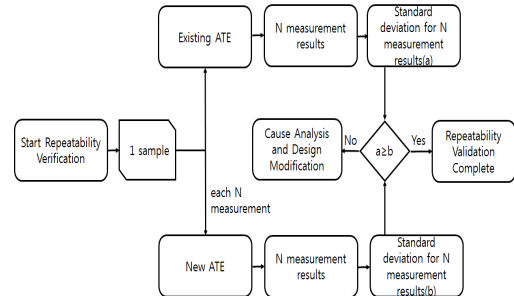 Existing ATE
N measurement
results
Standard
deviation for N
measurement
results(a)
Start Repeatability
Verification
1 sample
Cause Analysis
and Design
Modification
No
a≥b
Yes
Repeatability
Validation
Complete
each N
measurement
New ATE
N measurement
results
Standard
deviation for N
measurement
results(b)